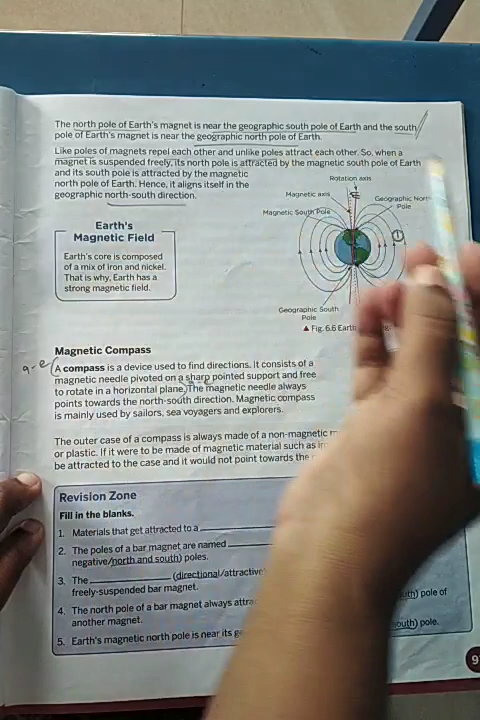 The north pole of Earth's magnet is near the geographic south pole of Earth and the south
pole of Earth's magnet is near the geographic north pole of Earth.
Like poles of magnets repel each other and unlike poles attract each other. So, when a
magnet is suspended freely, its north pole is attracted by the magnetic south pole of Earth
and its south pole is attracted by the magnetic
north pole of Earth. Hence, it aligns itself in the
geographic north-south direction.
Rotation axis
Magnetic axis
Geographic North
Pole
Magnetic South Pole
Geographic South
Pole
▲ Fig. 6.6 Earth
Earth's
Magnetic Field
Earth's core is composed
of a mix of iron and nickel.
That is why, Earth has a
strong magnetic field.
Magnetic Compass
A compass is a device used to find directions. It consists of a
magnetic needle pivoted on a sharp pointed support and free
to rotate in a horizontal plane. The magnetic needle always
points towards the north-south direction. Magnetic compass
is mainly used by sailors, sea voyagers and explorers.
The outer case of a compass is always made of a non-magnetic
or plastic. If it were to be made of magnetic material such as
be attracted to the case and it would not point towards the
Revision Zone
Fill in the blanks.
1. Materials that get attracted to a
2. The poles of a bar magnet are named
negative/north and south) poles.
3. The ____________ (directional/attractive
freely-suspended bar magnet.
4. The north pole of a bar magnet always pole of
another magnet.
5. Earth's magnetic north pole is near its south) pole.